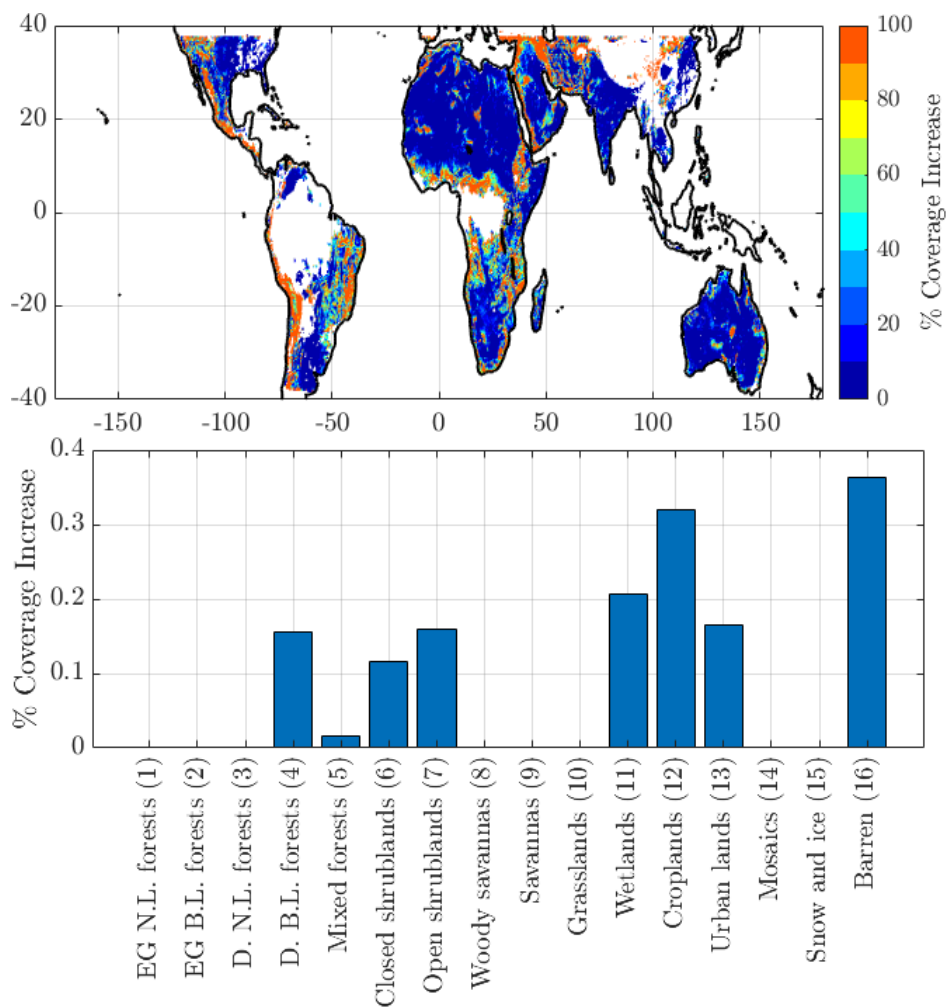 40
20
0
-20
-40
-150 -100 -50 0 50 100 150
100
80
60
40
20
0
% Coverage Increase
0.4
0.3
0.2
0.1
0
% Coverage Increase
EG N.L. forests (1)
EG B.L. forests (2)
D. N.L. forests (3)
D. B.L. forests (4)
Mixed forests (5)
Closed shrublands (6)
Open shrublands (7)
Woody savannas (8)
Savannas (9)
Grasslands (10)
Wetlands (11)
Croplands (12)
Urban lands (13)
Mosaics (14)
Snow and ice (15)
Barren (16)